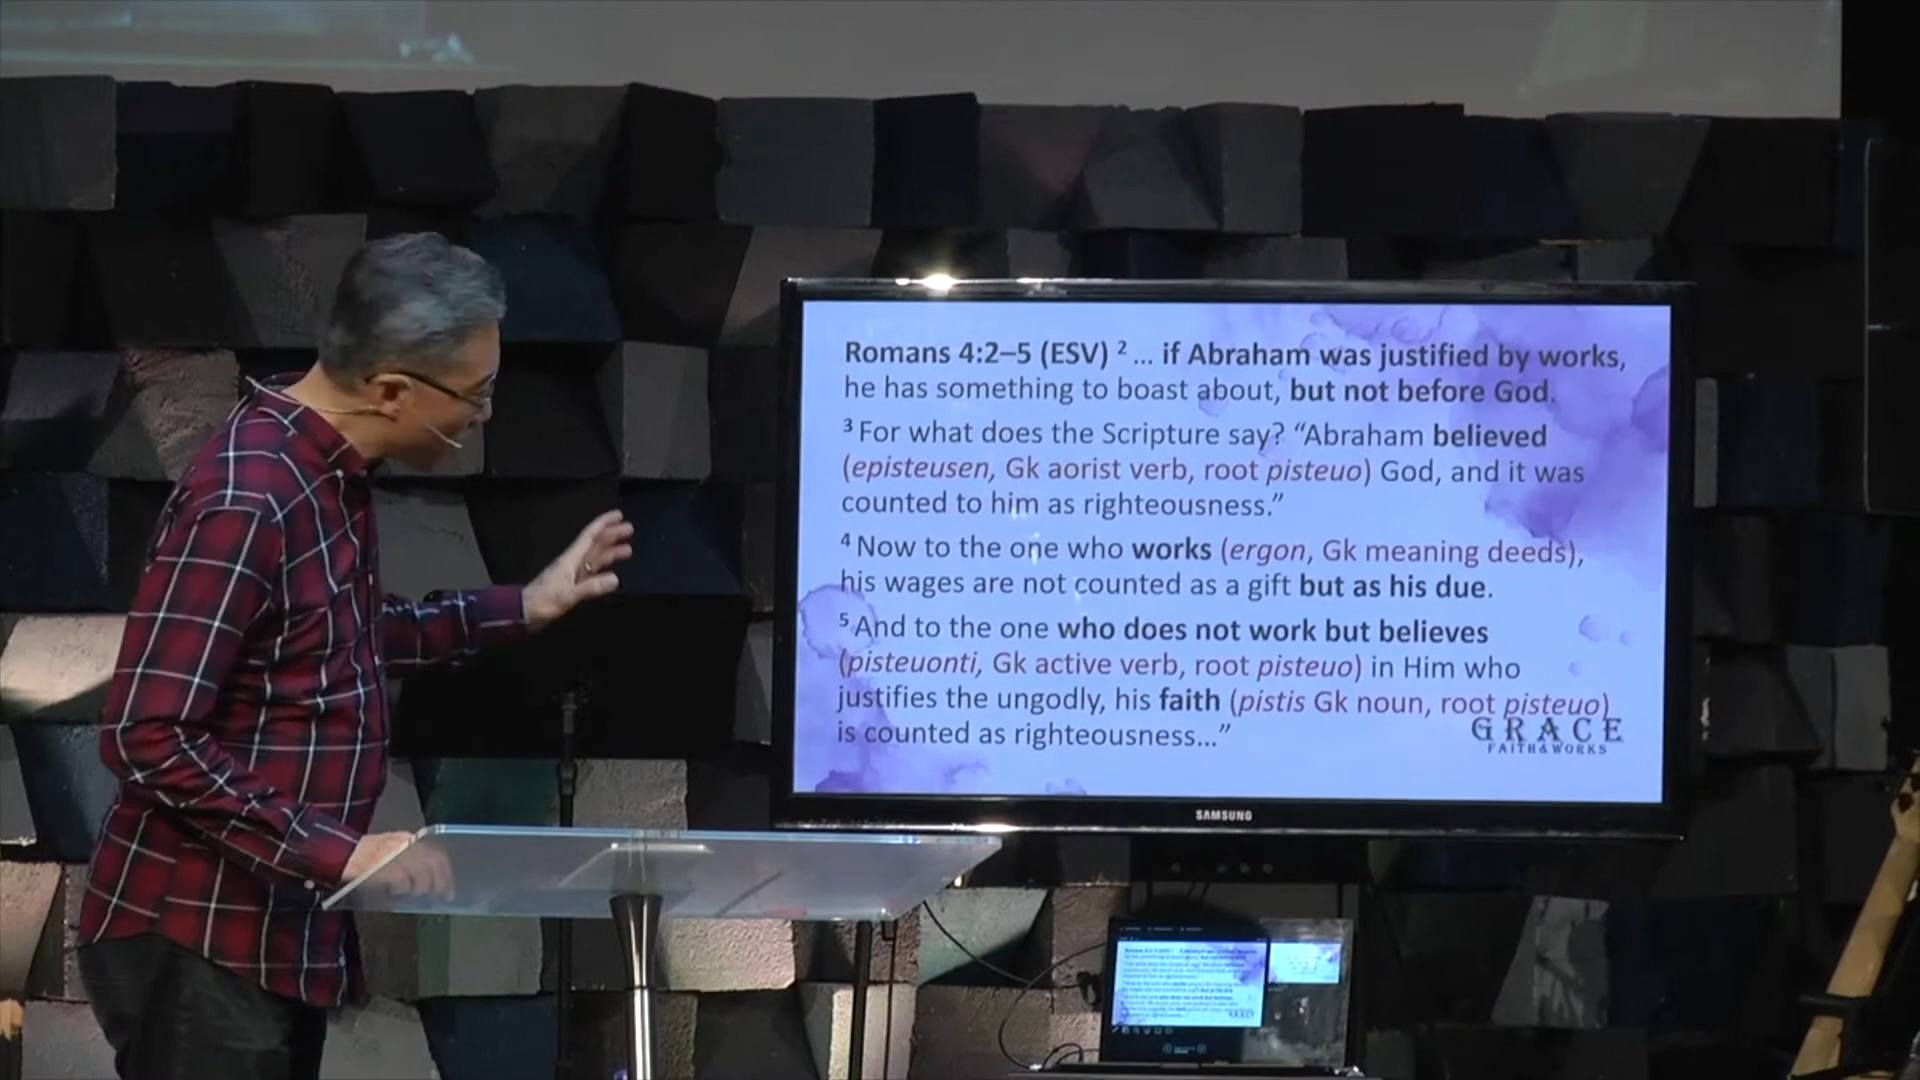 Romans 4:2–5 (ESV) ² ... if Abraham was justified by works,
he has something to boast about, but not before God.
³ For what does the Scripture say? “Abraham believed
(episteusen, Gk aorist verb, root pisteuo) God, and it was
counted to him as righteousness.”
⁴ Now to the one who works (ergon, Gk meaning deeds),
his wages are not counted as a gift but as his due.
⁵ And to the one who does not work but believes
(pisteuonti, Gk active verb, root pisteuo) in Him who
justifies the ungodly, his faith (pistis Gk noun, root pisteuo)
is counted as righteousness...”
GRACE
FAITH & WORKS
SAMSUNG